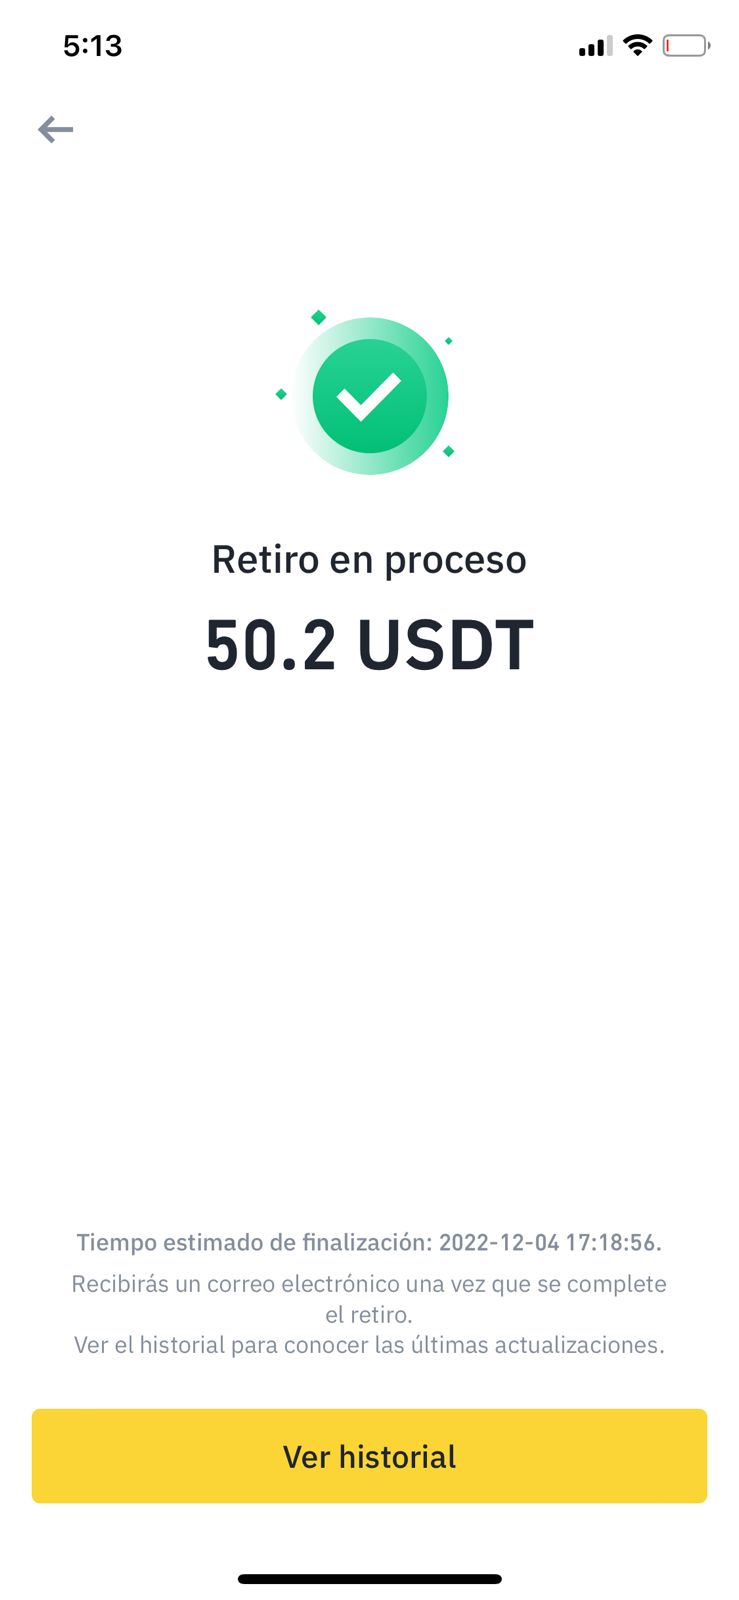 5:13
Retiro en proceso
50.2 USDT
Tiempo estimado de finalización: 2022-12-04 17:18:56.
Recibirás un correo electrónico una vez que se complete
el retiro.
Ver el historial para conocer las últimas actualizaciones.
Ver historial